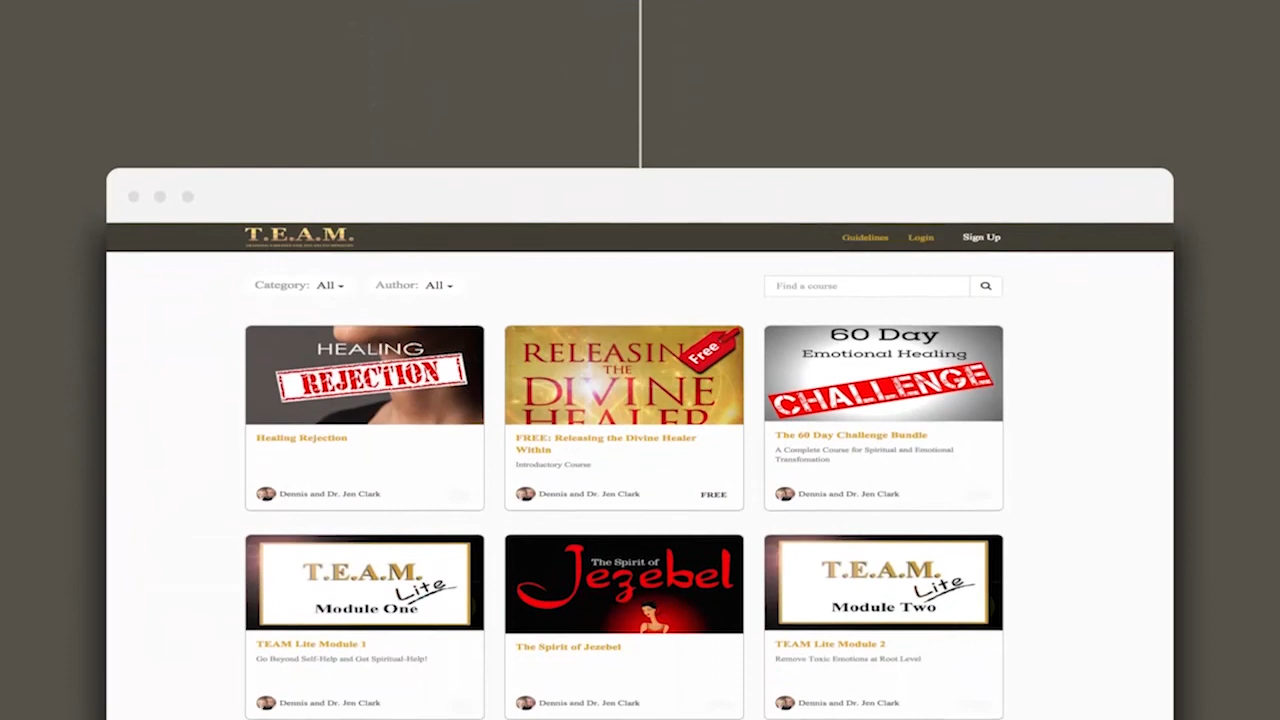 T.E.A.M.
Guidelines Login Sign Up
Category: All Author: All Find a course
HEALING
REJECTION
Healing Rejection
Dennis and Dr. Jen Clark
RELEASIN
THE
DIVINE
HEALER
Free
FREE: Releasing the Divine Healer
Within
Introductory Course
Dennis and Dr. Jen Clark FREE
60 Day
Emotional Healing
CHALLENGE
The 60 Day Challenge Bundle
A Complete Course for Spiritual and Emotional
Transfomation
Dennis and Dr. Jen Clark
T.E.A.M.
Lite
Module One
TEAM Lite Module 1
Go Beyond Self-Help and Get Spiritual-Help!
Dennis and Dr. Jen Clark
The Spirit of
Jezebel
The Spirit of Jezebel
Dennis and Dr. Jen Clark
T.E.A.M.
Lite
Module Two
TEAM Lite Module 2
Remove Toxic Emotions at Root Level
Dennis and Dr. Jen Clark